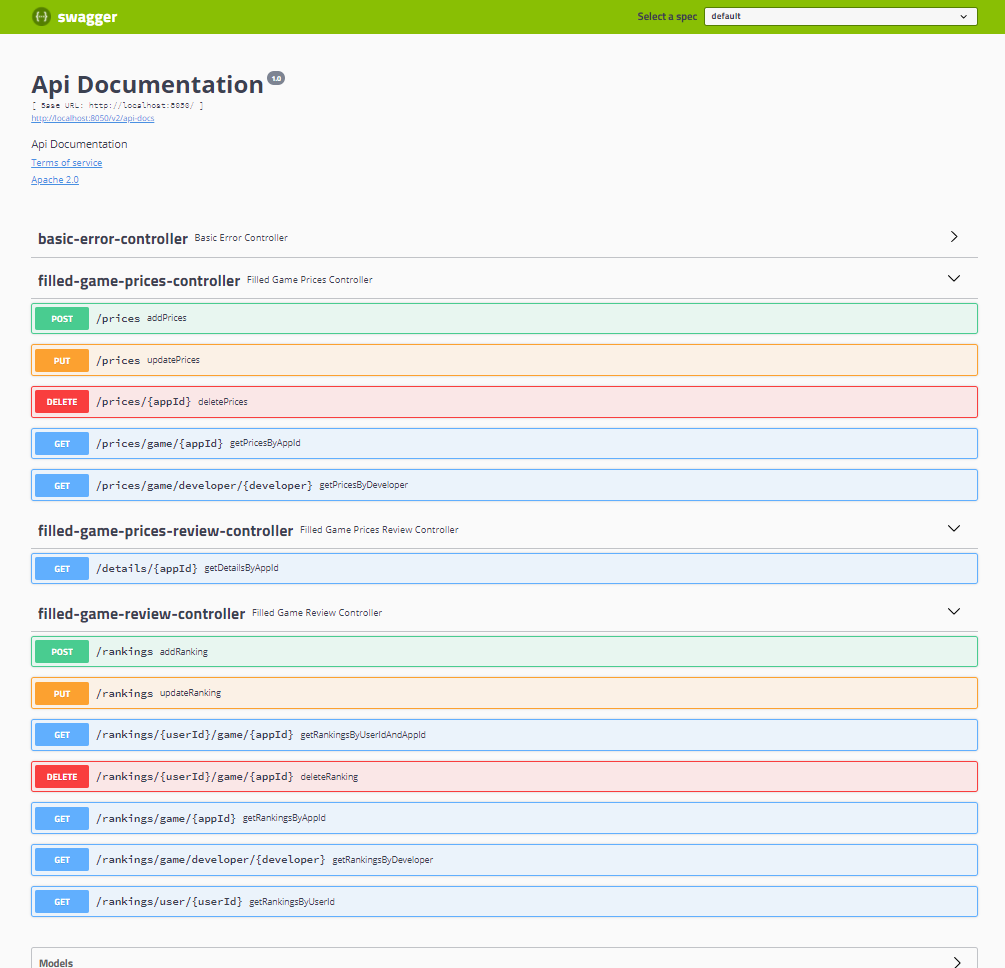 swagger Select a spec default
Api Documentation 1.0
[ Base URL: http://localhost:8050/ ]
http://localhost:8050/v2/api-docs
Api Documentation
Terms of service
Apache 2.0
basic-error-controller Basic Error Controller
filled-game-prices-controller Filled Game Prices Controller
POST /prices addPrices
PUT /prices updatePrices
DELETE /prices/{appId} deletePrices
GET /prices/game/{appId} getPricesByAppId
GET /prices/game/developer/{developer} getPricesByDeveloper
filled-game-prices-review-controller Filled Game Prices Review Controller
GET /details/{appId} getDetailsByAppId
filled-game-review-controller Filled Game Review Controller
POST /rankings addRanking
PUT /rankings updateRanking
GET /rankings/{userId}/game/{appId} getRankingsByUserIdAndAppId
DELETE /rankings/{userId}/game/{appId} deleteRanking
GET /rankings/game/{appId} getRankingsByAppId
GET /rankings/game/developer/{developer} getRankingsByDeveloper
GET /rankings/user/{userId} getRankingsByUserId
Models